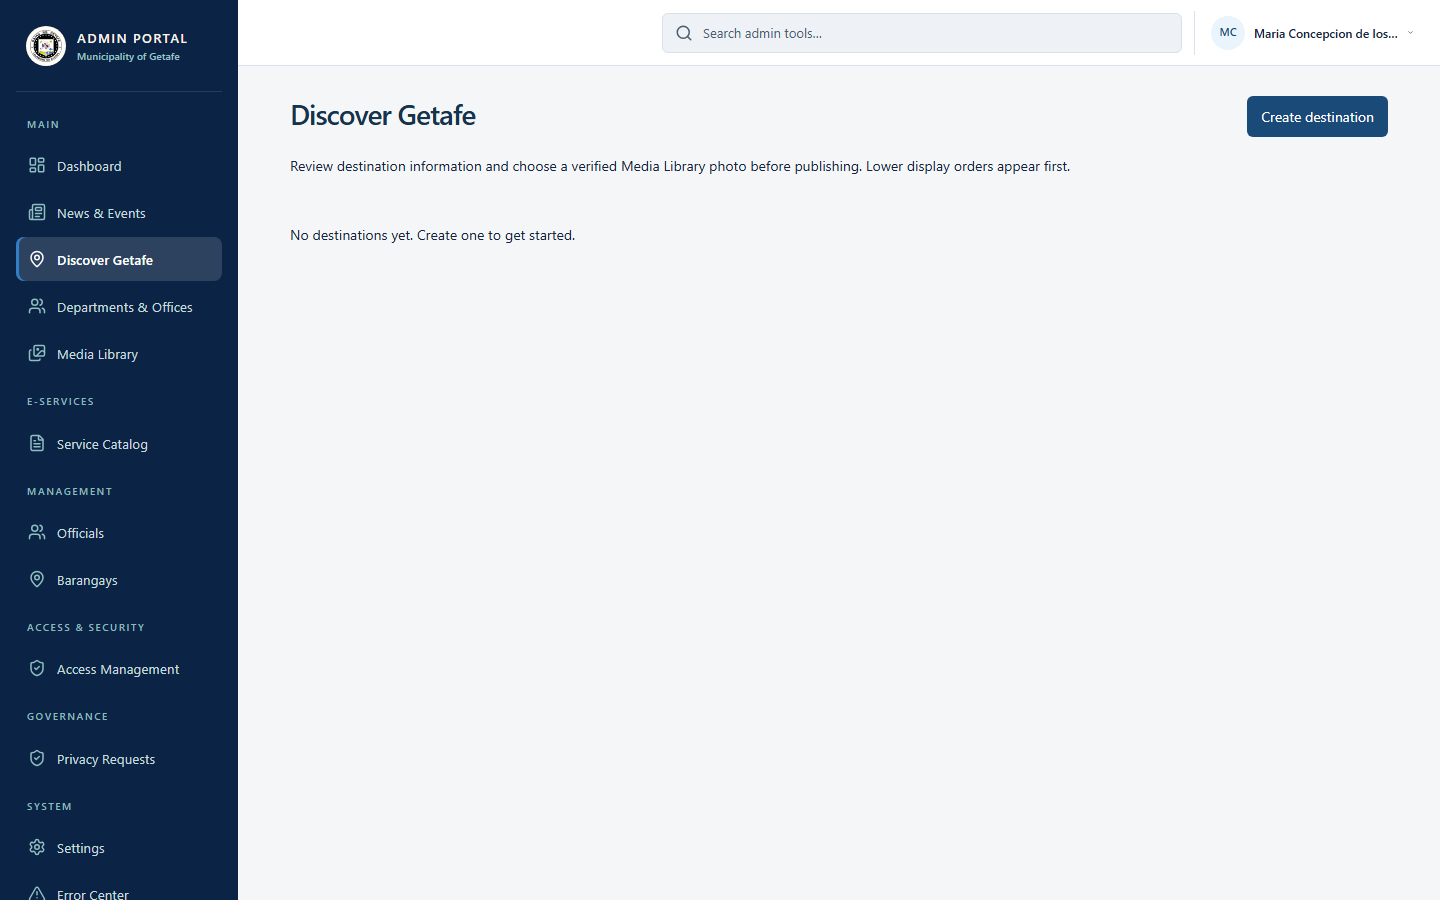 ADMIN PORTAL
Municipality of Getafe
Search admin tools...
MC
Maria Concepcion de los...
MAIN
Dashboard
News & Events
Discover Getafe
Departments & Offices
Media Library
E-SERVICES
Service Catalog
MANAGEMENT
Officials
Barangays
ACCESS & SECURITY
Access Management
GOVERNANCE
Privacy Requests
SYSTEM
Settings
Error Center
Discover Getafe
Create destination
Review destination information and choose a verified Media Library photo before publishing. Lower display orders appear first.
No destinations yet. Create one to get started.